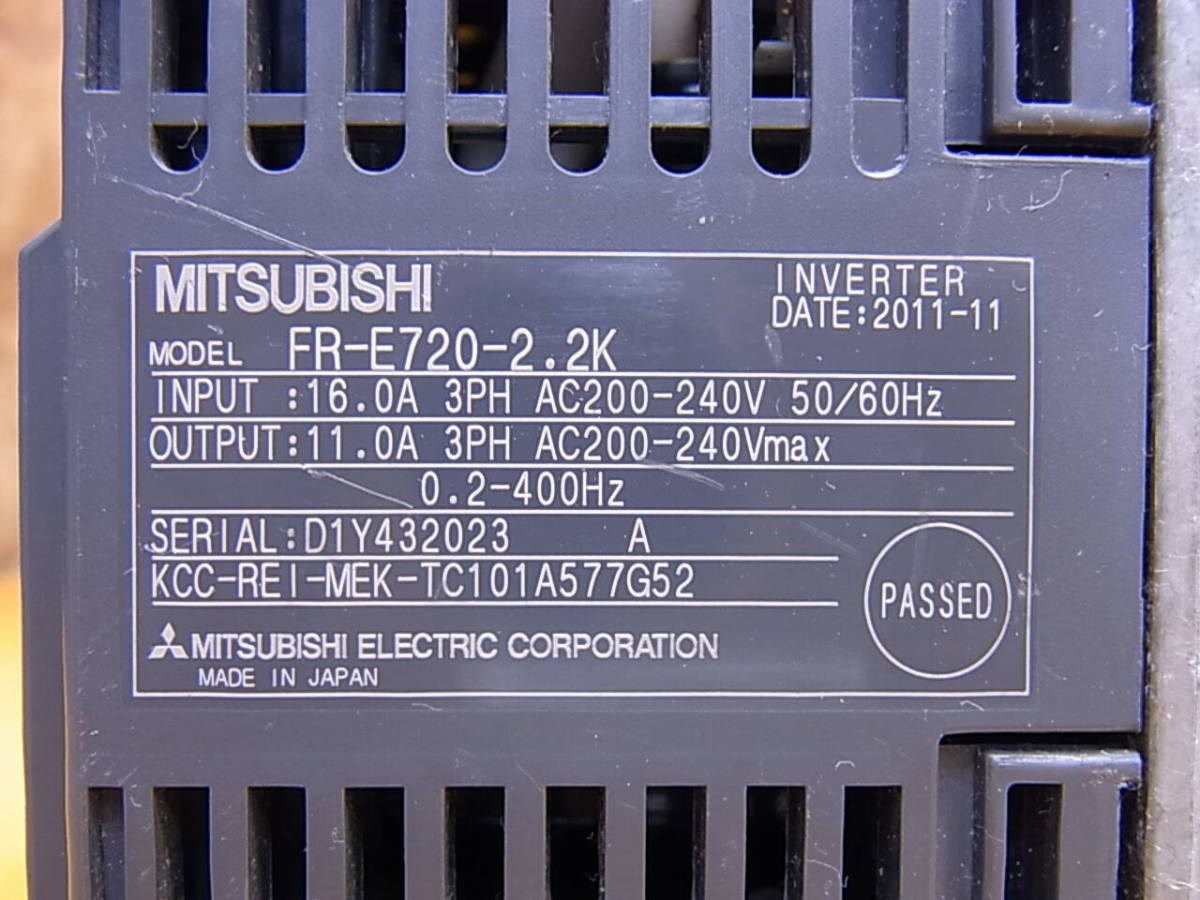 MITSUBISHI
INVERTER
DATE:2011-11
MODEL FR-E720-2.2K
INPUT :16.0A 3PH AC200-240V 50/60Hz
OUTPUT:11.0A 3PH AC200-240Vmax
0.2-400Hz
SERIAL:D1Y432023 A
KCC-REI-MEK-TC101A577G52
PASSED
MITSUBISHI ELECTRIC CORPORATION
MADE IN JAPAN